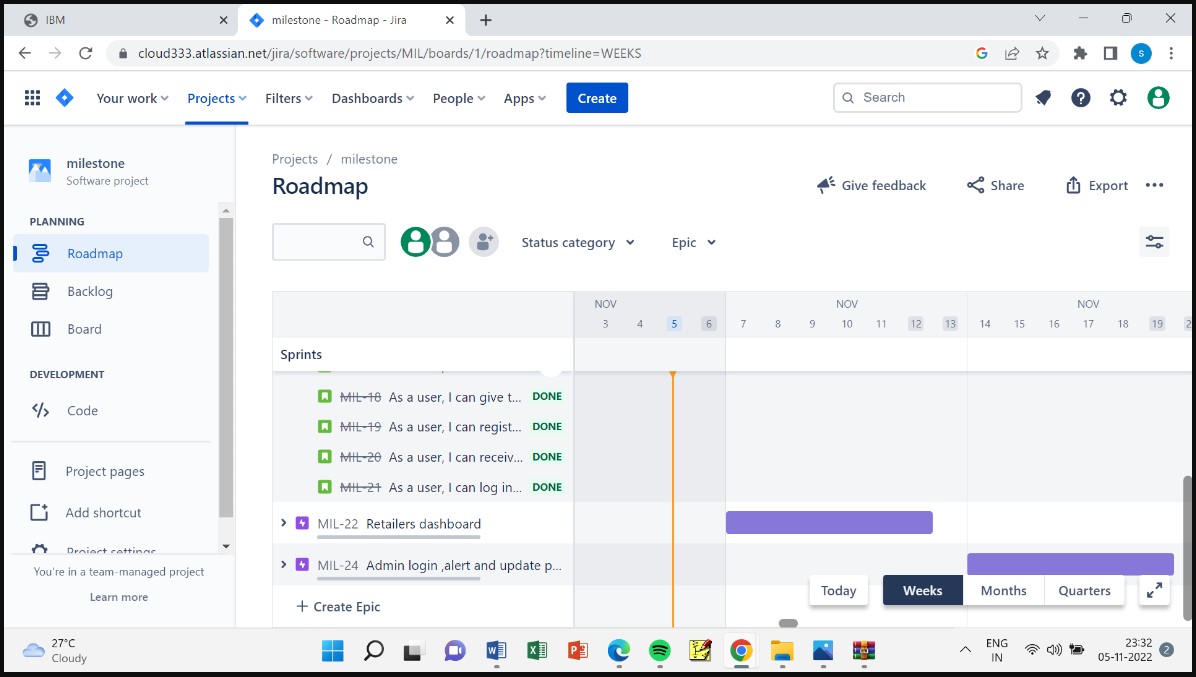 IBM
milestone - Roadmap - Jira
cloud333.atlassian.net/jira/software/projects/MIL/boards/1/roadmap?timeline=WEEKS
S
Your work
Projects
Filters
Dashboards
People
Apps
Create
Search
milestone
Software project
PLANNING
Roadmap
Backlog
Board
DEVELOPMENT
Code
Project pages
Add shortcut
Project settings
You're in a team-managed project
Learn more
Projects / milestone
Roadmap
Give feedback
Share
Export
Status category
Epic
NOV NOV NOV
3 4 5 6 7 8 9 10 11 12 13 14 15 16 17 18 19 2
Sprints
MIL-18 As a user, I can give t... DONE
MIL-19 As a user, I can regist... DONE
MIL-20 As a user, I can receiv... DONE
MIL-21 As a user, I can log in... DONE
MIL-22 Retailers dashboard
MIL-24 Admin login ,alert and update p...
+ Create Epic
Today
Weeks
Months
Quarters
27°C
Cloudy
ENG
IN
23:32
05-11-2022
2